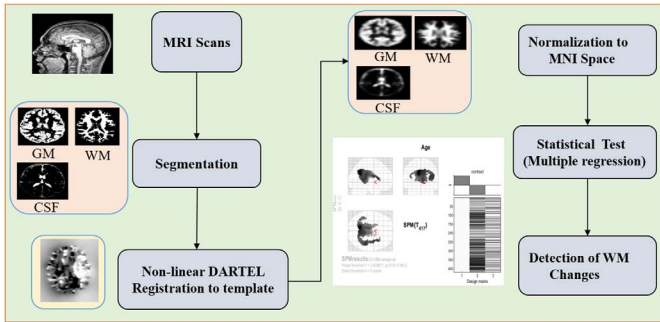 MRI Scans
GM
WM
CSF
Segmentation
Non-linear DARTEL
Registration to template
GM
WM
CSF
Age
contrast
SPM
SPMresults:
Design matrix
Normalization to
MNI Space
Statistical Test
(Multiple regression)
Detection of WM
Changes